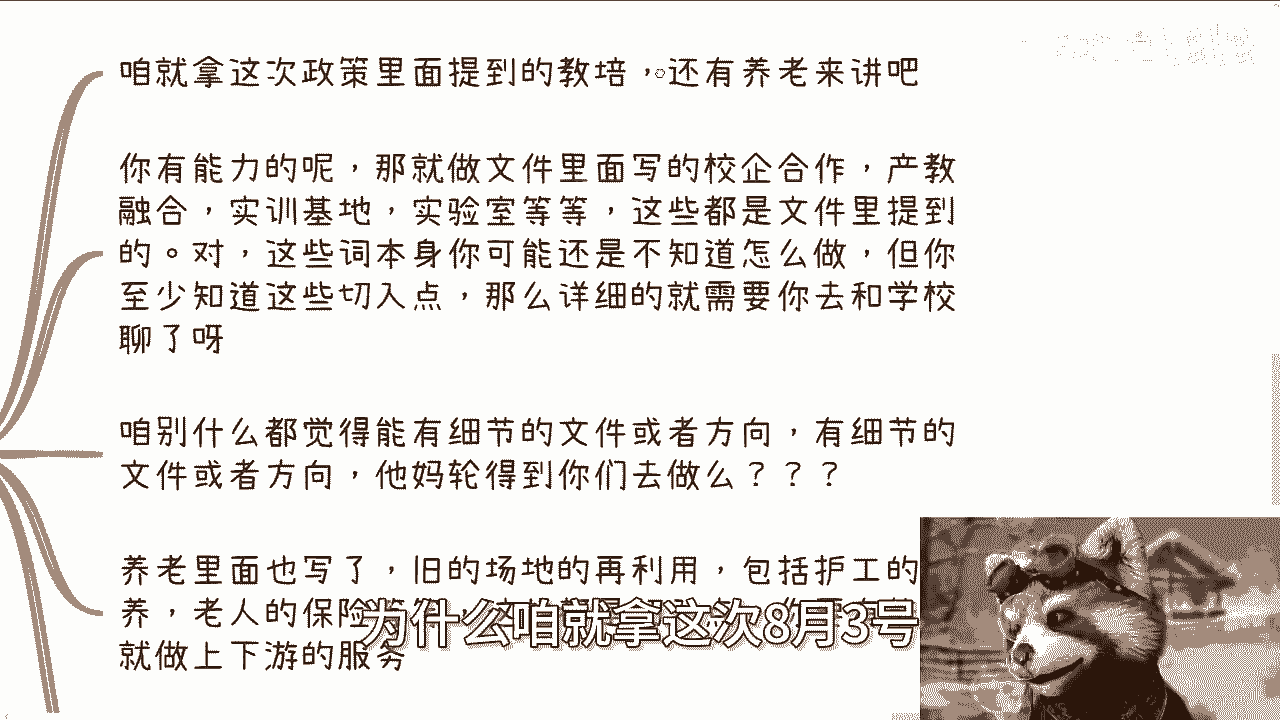 咱就拿这次政策里面提到的教培，。还有养老来讲吧
你有能力的呢，那就做文件里面写的校企合作，产教
融合，实训基地，实验室等等，这些都是文件里提到
的。对，这些词本身你可能还是不知道怎么做，但你
至少知道这些切入点，那么详细的就需要你去和学校
聊了呀
咱别什么都觉得能有细节的文件或者方向，有细节的
文件或者方向，他妈轮得到你们去做么？？？
养老里面也写了，旧的场地的再利用，包括护工的
养，老人的保险
就做上下游的服务
为什么咱就拿这次8月3号